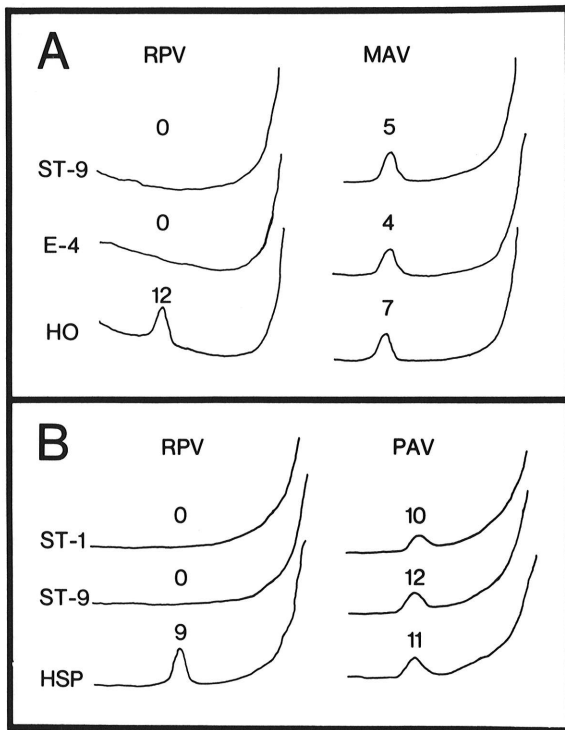 A
RPV MAV
0 5
ST-9
0 4
E-4
12 7
HO
B
RPV PAV
0 10
ST-1
0 12
ST-9
9 11
HSP